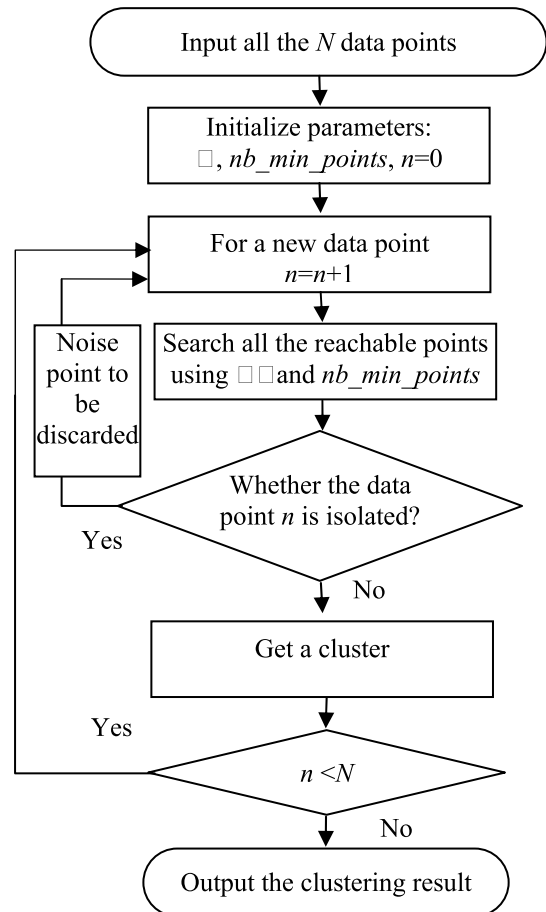 Input all the N data points
Initialize parameters:
□, nb_min_points, n=0
For a new data point
n=n+1
Noise
point to
be
discarded
Search all the reachable points
using □□and nb_min_points
Whether the data
point n is isolated?
Yes
No
Get a cluster
Yes
n <N
No
Output the clustering result